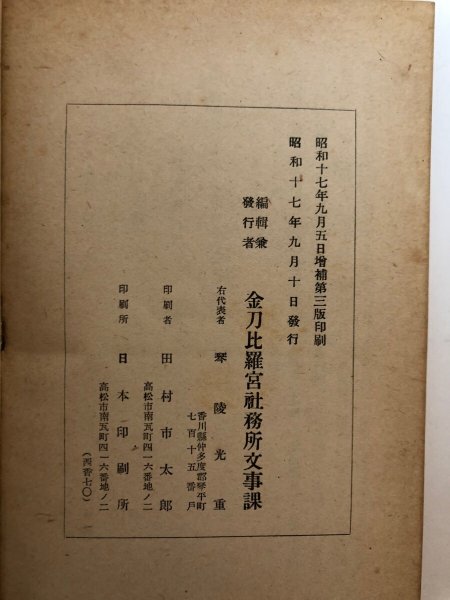 昭和十七年九月五日増補第三版印刷
昭和十七年九月十日發行
編輯兼
發行者
金刀比羅宮社務所文事課
右代表者
琴陵光重
香川縣仲多度郡琴平町
七百十五番戶
印刷者
田村市太郎
高松市南瓦町四一六番地ノ二
印刷所
日本印刷所
高松市南瓦町四一六番地ノ二
(西香七〇)